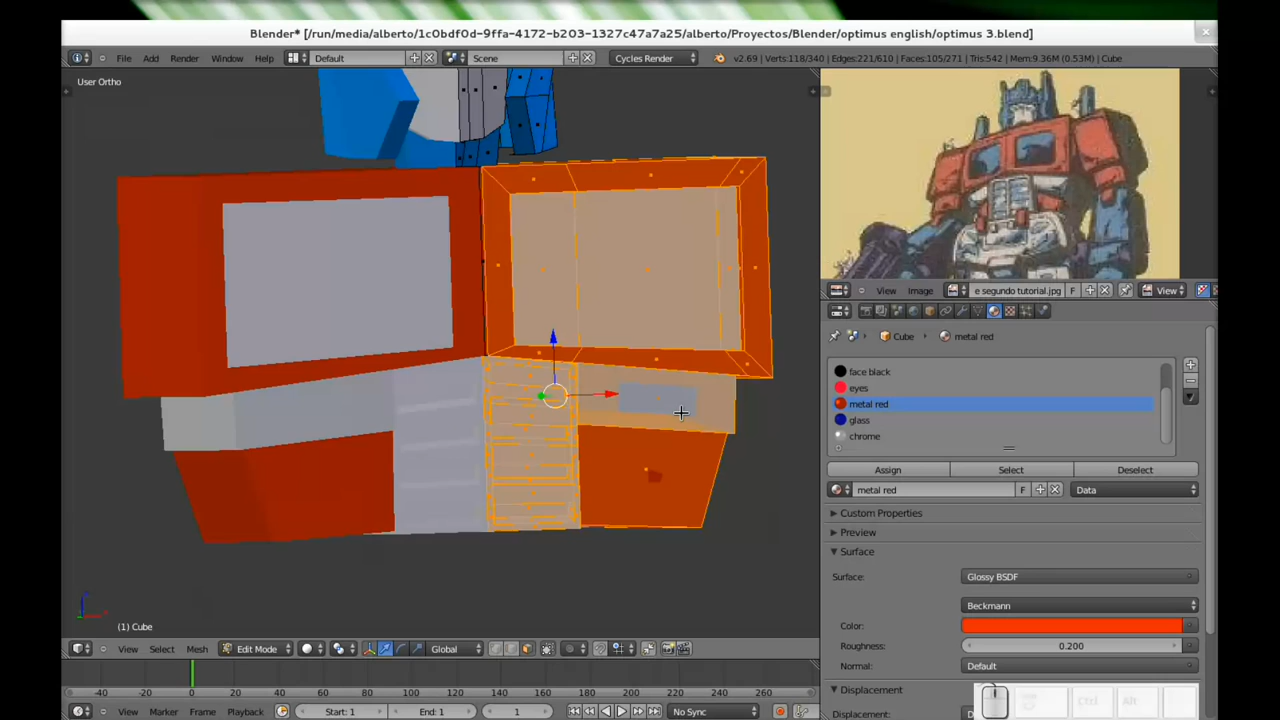 Blender* [/run/media/alberto/1c0bdf0d-9ffa-4172-b203-1327c47a7a25/alberto/Proyectos/Blender/optimus english/optimus 3.blend]
File Add Render Window Help Default Scene Cycles Render v2.69 | Verts:118/340 | Edges:221/610 | Faces:105/271 | Tris:542 | Mem:9.36M (0.53M) | Cube
User Ortho
View Image e segundo tutorial.jpg F View
Cube metal red
face black
eyes
metal red
glass
chrome
Assign Select Deselect
metal red F Data
Custom Properties
Preview
Surface
Surface: Glossy BSDF
Beckmann
Color:
Roughness: 0.200
Normal: Default
Displacement
Displacement:
(1) Cube
View Select Mesh Edit Mode Global
-40 -20 0 20 40 60 80 100 120 140 160 180 200 220 240 260
View Marker Frame Playback Start: 1 End: 1 1 No Sync
Ctrl Alt